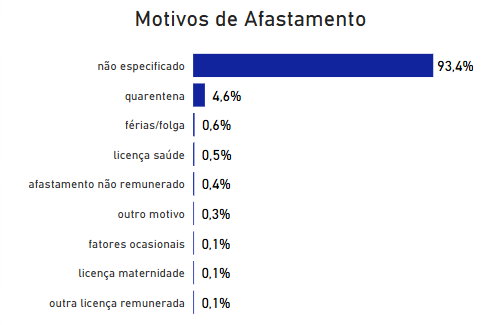 Motivos de Afastamento
não especificado 93,4%
quarentena 4,6%
férias/folga 0,6%
licença saúde 0,5%
afastamento não remunerado 0,4%
outro motivo 0,3%
fatores ocasionais 0,1%
licença maternidade 0,1%
outra licença remunerada 0,1%